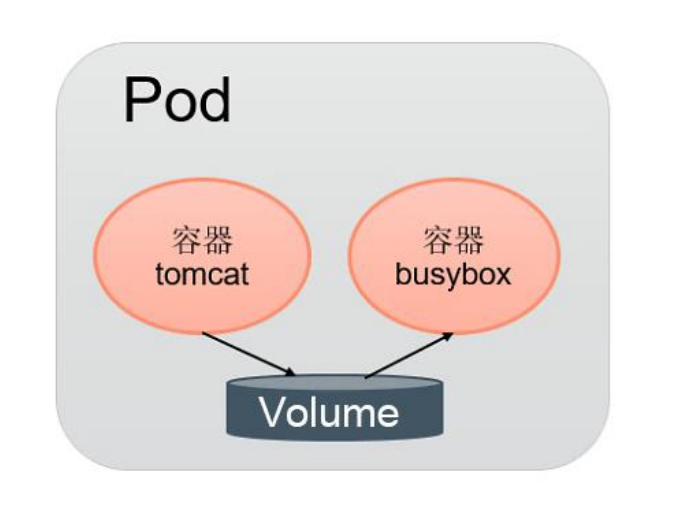 Pod
容器
tomcat
容器
busybox
Volume